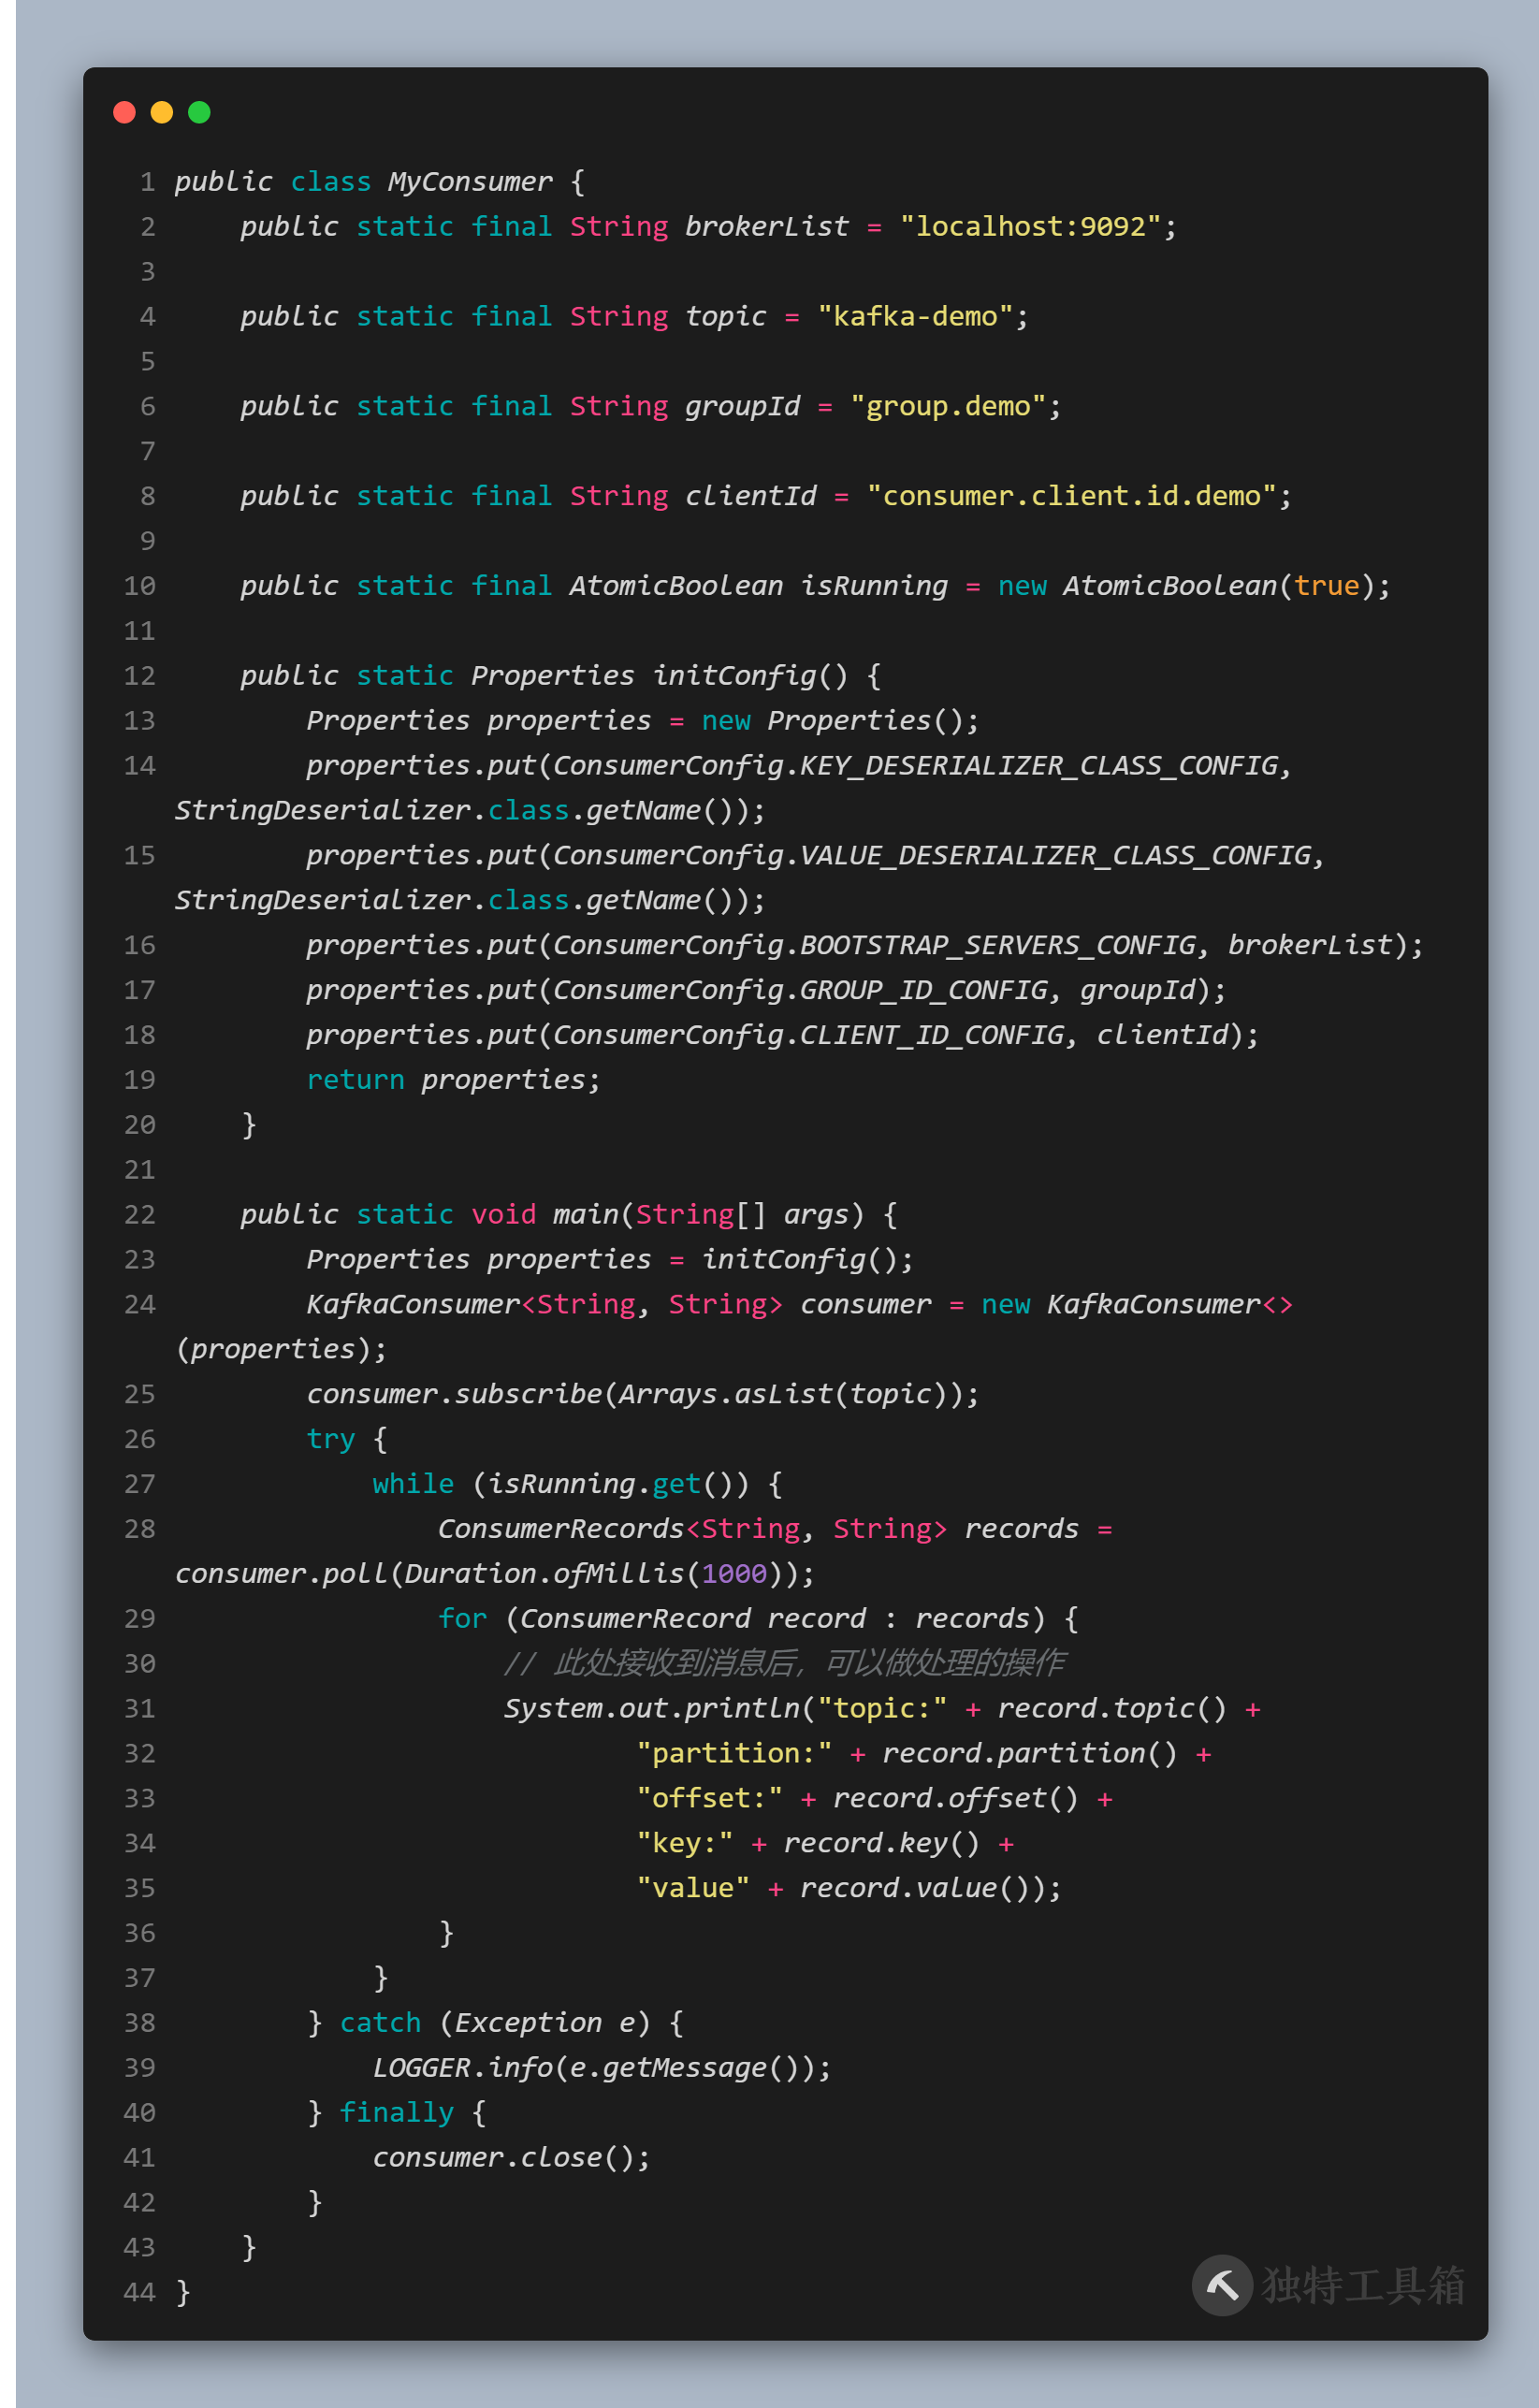 1 public class MyConsumer {
2     public static final String brokerList = "localhost:9092";
3
4     public static final String topic = "kafka-demo";
5
6     public static final String groupId = "group.demo";
7
8     public static final String clientId = "consumer.client.id.demo";
9
10     public static final AtomicBoolean isRunning = new AtomicBoolean(true);
11
12     public static Properties initConfig() {
13         Properties properties = new Properties();
14         properties.put(ConsumerConfig.KEY_DESERIALIZER_CLASS_CONFIG,
StringDeserializer.class.getName());
15         properties.put(ConsumerConfig.VALUE_DESERIALIZER_CLASS_CONFIG,
StringDeserializer.class.getName());
16         properties.put(ConsumerConfig.BOOTSTRAP_SERVERS_CONFIG, brokerList);
17         properties.put(ConsumerConfig.GROUP_ID_CONFIG, groupId);
18         properties.put(ConsumerConfig.CLIENT_ID_CONFIG, clientId);
19         return properties;
20     }
21
22     public static void main(String[] args) {
23         Properties properties = initConfig();
24         KafkaConsumer<String, String> consumer = new KafkaConsumer<>
(properties);
25         consumer.subscribe(Arrays.asList(topic));
26         try {
27             while (isRunning.get()) {
28                 ConsumerRecords<String, String> records =
consumer.poll(Duration.ofMillis(1000));
29                 for (ConsumerRecord record : records) {
30                     // 此处接收到消息后，可以做处理的操作
31                     System.out.println("topic:" + record.topic() +
32                             "partition:" + record.partition() +
33                             "offset:" + record.offset() +
34                             "key:" + record.key() +
35                             "value" + record.value());
36                 }
37             }
38         } catch (Exception e) {
39             LOGGER.info(e.getMessage());
40         } finally {
41             consumer.close();
42         }
43     }
44 }
独特工具箱